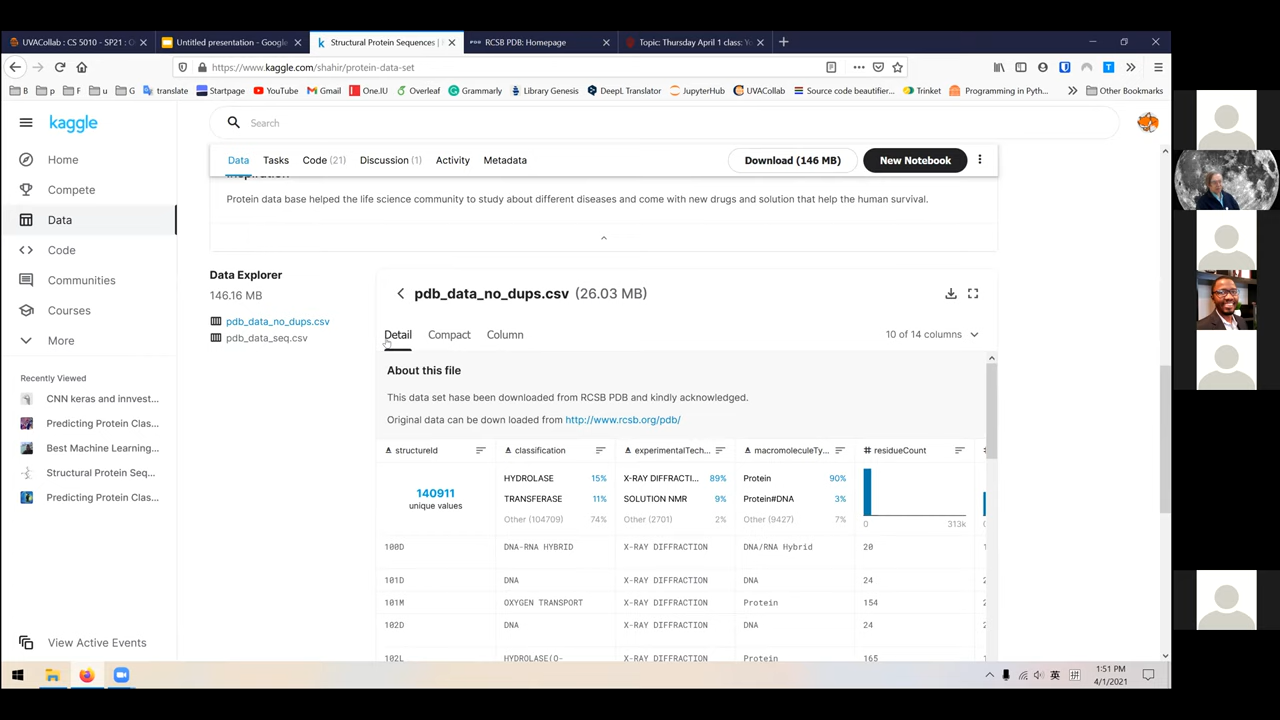 UVACollab : CS 5010 - SP21 : O
Untitled presentation - Google
Structural Protein Sequences |
RCSB PDB: Homepage
Topic: Thursday April 1 class: Yo
https://www.kaggle.com/shahir/protein-data-set
B
p
F
u
G
translate
Startpage
YouTube
Gmail
One.IU
Overleaf
Grammarly
Library Genesis
DeepL Translator
JupyterHub
UVACollab
Source code beautifier...
Trinket
Programming in Pyth...
Other Bookmarks
kaggle
Search
Home
Compete
Data
Code
Communities
Courses
More
Recently Viewed
CNN keras and innvest...
Predicting Protein Clas...
Best Machine Learning...
Structural Protein Seq...
Predicting Protein Clas...
View Active Events
Data Tasks Code (21) Discussion (1) Activity Metadata
Download (146 MB)
New Notebook
Inspiration
Protein data base helped the life science community to study about different diseases and come with new drugs and solution that help the human survival.
Data Explorer
146.16 MB
pdb_data_no_dups.csv
pdb_data_seq.csv
pdb_data_no_dups.csv (26.03 MB)
Detail Compact Column
10 of 14 columns
About this file
This data set hase been downloaded from RCSB PDB and kindly acknowledged.
Original data can be down loaded from http://www.rcsb.org/pdb/
structureId classification experimentalTech... macromoleculeTy... residueCount
140911
unique values
HYDROLASE 15%
TRANSFERASE 11%
Other (104709) 74%
X-RAY DIFFRACTI... 89%
SOLUTION NMR 9%
Other (2701) 2%
Protein 90%
Protein#DNA 3%
Other (9427) 7%
0 313k
100D DNA-RNA HYBRID X-RAY DIFFRACTION DNA/RNA Hybrid 20
101D DNA X-RAY DIFFRACTION DNA 24
101M OXYGEN TRANSPORT X-RAY DIFFRACTION Protein 154
102D DNA X-RAY DIFFRACTION DNA 24
102L HYDROLASE(O- X-RAY DIFFRACTION Protein 165
英
拼
1:51 PM
4/1/2021